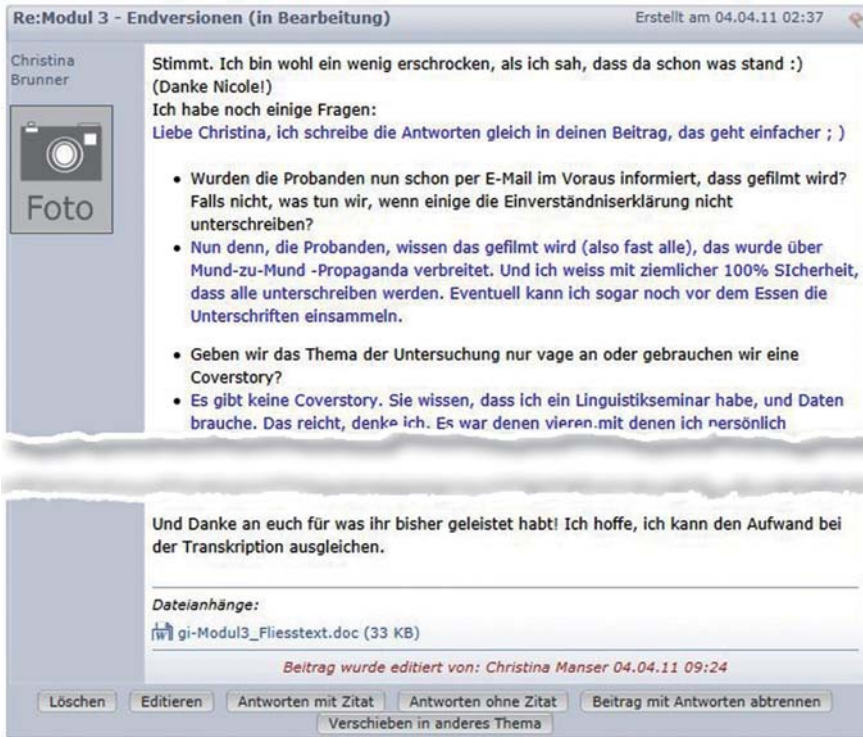 Re:Modul 3 - Endversionen (in Bearbeitung)
Erstellt am 04.04.11 02:37
Christina
Brunner
Foto
Stimmt. Ich bin wohl ein wenig erschrocken, als ich sah, dass da schon was stand :)
(Danke Nicole!)
Ich habe noch einige Fragen:
Liebe Christina, ich schreibe die Antworten gleich in deinen Beitrag, das geht einfacher ; )
• Wurden die Probanden nun schon per E-Mail im Voraus informiert, dass gefilmt wird?
Falls nicht, was tun wir, wenn einige die Einverständniserklärung nicht
unterschreiben?
• Nun denn, die Probanden, wissen das gefilmt wird (also fast alle), das wurde über
Mund-zu-Mund -Propaganda verbreitet. Und ich weiss mit ziemlicher 100% SIcherheit,
dass alle unterschreiben werden. Eventuell kann ich sogar noch vor dem Essen die
Unterschriften einsammeln.
• Geben wir das Thema der Untersuchung nur vage an oder gebrauchen wir eine
Coverstory?
• Es gibt keine Coverstory. Sie wissen, dass ich ein Linguistikseminar habe, und Daten
brauche. Das reicht, denke ich. Es war denen vieren,mit denen ich persönlich
Und Danke an euch für was ihr bisher geleistet habt! Ich hoffe, ich kann den Aufwand bei
der Transkription ausgleichen.
Dateianhänge:
gi-Modul3_Fliesstext.doc (33 KB)
Beitrag wurde editiert von: Christina Manser 04.04.11 09:24
Löschen Editieren Antworten mit Zitat Antworten ohne Zitat Beitrag mit Antworten abtrennen
Verschieben in anderes Thema